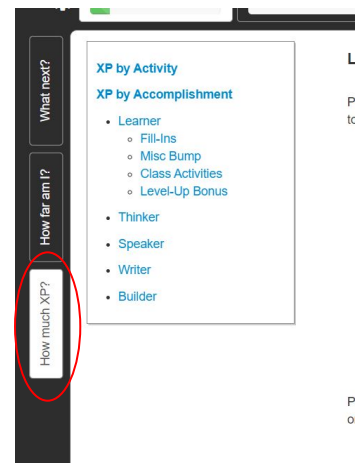 What next?
How far am I?
How much XP?
XP by Activity
XP by Accomplishment
Learner
Fill-Ins
Misc Bump
Class Activities
Level-Up Bonus
Thinker
Speaker
Writer
Builder
L
P
to
P